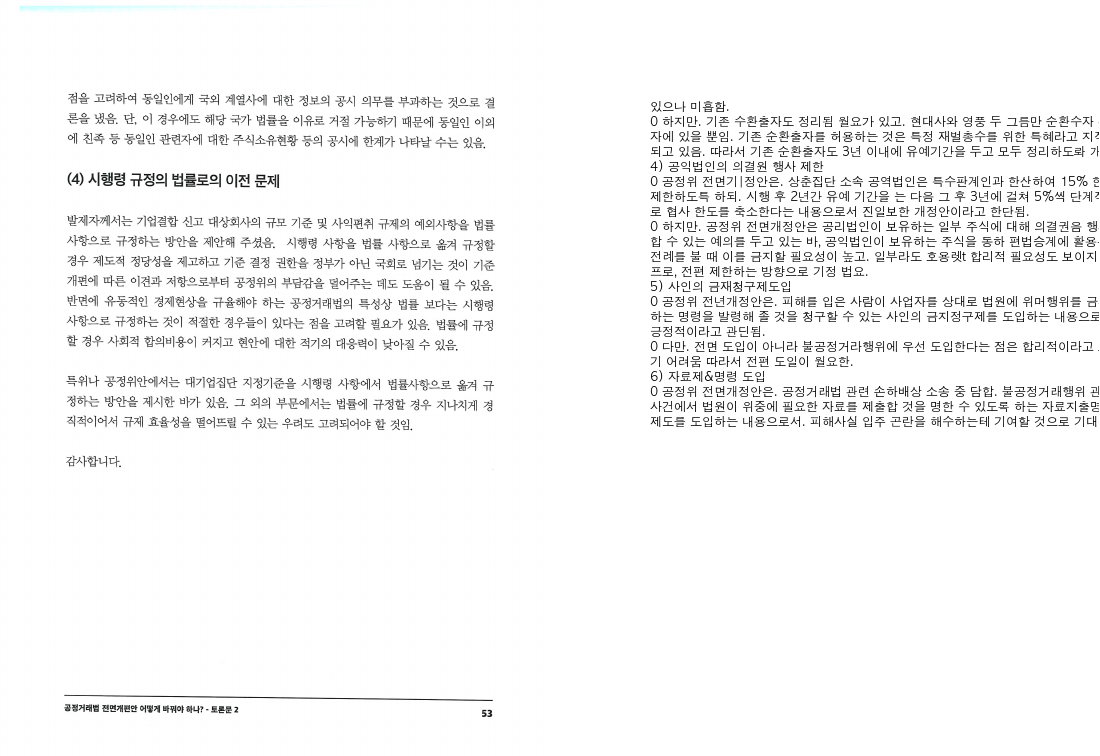 점을 고려하여 동일인에게 국외 계열사에 대한 정보의 공시 의무를 부과하는 것으로 결
론을 냈음. 단, 이 경우에도 해당 국가 법률을 이유로 거절 가능하기 때문에 동일인 이외
에 친족 등 동일인 관련자에 대한 주식소유현황 등의 공시에 한계가 나타날 수는 있음.
(4) 시행령 규정의 법률로의 이전 문제
발제자께서는 기업결합 신고 대상회사의 규모 기준 및 사익편취 규제의 예외사항을 법률
사항으로 규정하는 방안을 제안해 주셨음. 시행령 사항을 법률 사항으로 옮겨 규정할
경우 제도적 정당성을 제고하고 기준 결정 권한을 정부가 아닌 국회로 넘기는 것이 기준
개편에 따른 이견과 저항으로부터 공정위의 부담감을 덜어주는 데도 도움이 될 수 있음.
반면에 유동적인 경제현상을 규율해야 하는 공정거래법의 특성상 법률 보다는 시행령
사항으로 규정하는 것이 적절한 경우들이 있다는 점을 고려할 필요가 있음. 법률에 규정
할 경우 사회적 합의비용이 커지고 현안에 대한 적기의 대응력이 낮아질 수 있음.
특위나 공정위안에서는 대기업집단 지정기준을 시행령 사항에서 법률사항으로 옮겨 규
정하는 방안을 제시한 바가 있음. 그 외의 부문에서는 법률에 규정할 경우 지나치게 경
직적이어서 규제 효율성을 떨어뜨릴 수 있는 우려도 고려되어야 할 것임.
감사합니다.
공정거래법 전면개편안 어떻게 바꿔야 하나? - 토론문 2
53
있으나 미흡함.
0 하지만. 기존 수환출자도 정리됨 월요가 있고. 현대사와 영풍 두 그름만 순환수자
자에 있을 뿐임. 기존 순환출자를 허용하는 것은 특정 재벌총수를 위한 특혜라고 지적
되고 있음. 따라서 기존 순환출자도 3년 이내에 유예기간을 두고 모두 정리하도롸 개
4) 공익법인의 의결원 행사 제한
0 공정위 전면기|정안은. 상춘집단 소속 공역법인은 특수판계인과 한산하여 15% 한
제한하도특 하되. 시행 후 2년간 유예 기간을 는 다음 그 후 3년에 걸쳐 5%씩 단계적
로 협사 한도를 축소한다는 내용으로서 진일보한 개정안이라고 한단됨.
0 하지만. 공정위 전면개정안은 공리법인이 보유하는 일부 주식에 대해 의결권음 행
합 수 있는 예의를 두고 있는 바, 공익법인이 보유하는 주식을 동하 편법승계에 활용
전례를 불 때 이를 금지할 필요성이 높고. 일부라도 호용렛t 합리적 필요성도 보이지
프로, 전편 제한하는 방향으로 기정 법요.
5) 사인의 금재청구제도입
0 공정위 전년개정안은. 피해를 입은 사람이 사업자를 상대로 법원에 위머행위를 금
하는 명령을 발령해 졸 것을 청구할 수 있는 사인의 금지정구제를 도입하는 내용으로
긍정적이라고 관딘됨.
0 다만. 전면 도입이 아니라 불공정거라행위에 우선 도입한다는 점은 합리적이라고
기 어려움 따라서 전편 도일이 월요한.
6) 자료제&명령 도입
0 공정위 전면개정안은. 공정거래법 관련 손하배상 소송 중 담합. 불공정거래행위 관
사건에서 법원이 위중에 필요한 자료를 제출합 것을 명한 수 있도록 하는 자료지출명
제도를 도입하는 내용으로서. 피해사실 입주 곤란을 해수하는테 기여할 것으로 기대